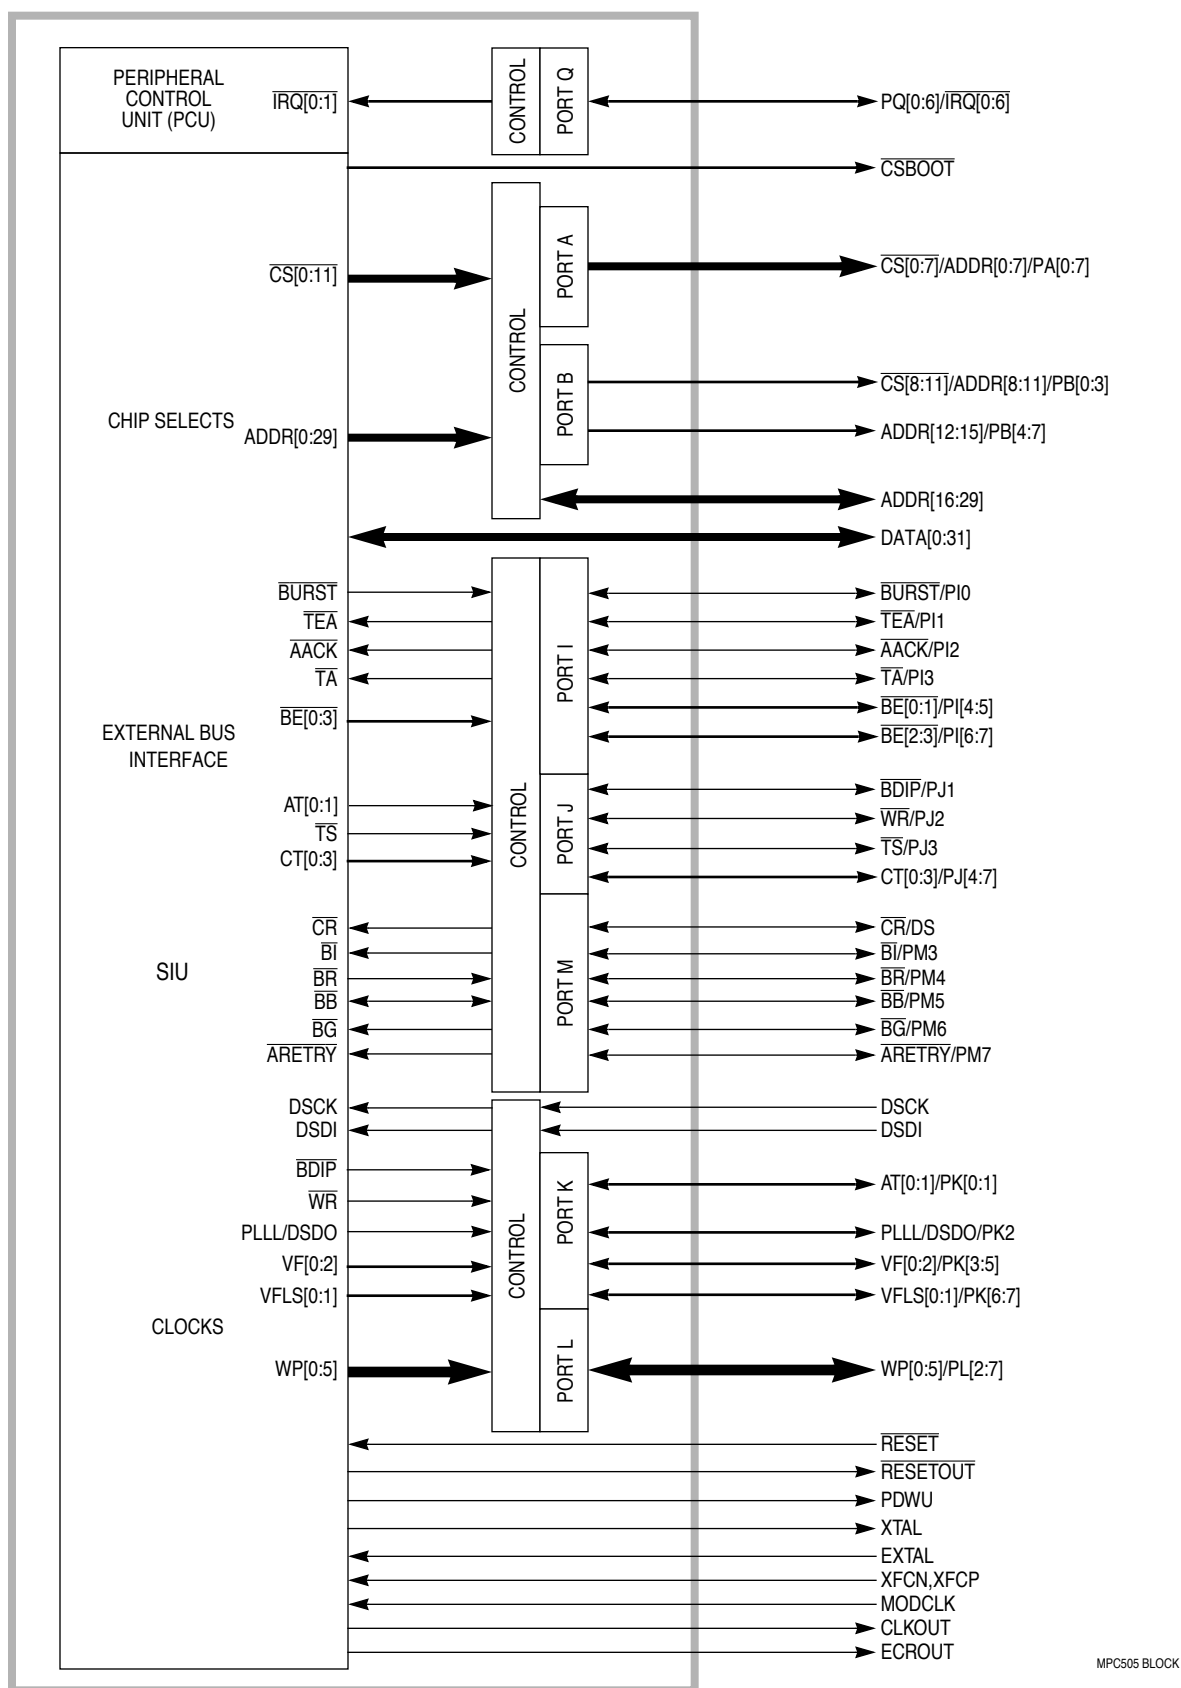 PERIPHERAL
CONTROL
UNIT (PCU)
IRQ[0:1]
CONTROL
PORT Q
PQ[0:6]/IRQ[0:6]
CSBOOT
CS[0:11]
CONTROL
PORT A
CS[0:7]/ADDR[0:7]/PA[0:7]
PORT B
CS[8:11]/ADDR[8:11]/PB[0:3]
CHIP SELECTS
ADDR[0:29]
ADDR[12:15]/PB[4:7]
ADDR[16:29]
DATA[0:31]
BURST
BURST/PI0
TEA
TEA/PI1
AACK
PORT I
AACK/PI2
TA
TA/PI3
BE[0:3]
BE[0:1]/PI[4:5]
EXTERNAL BUS
INTERFACE
BE[2:3]/PI[6:7]
CONTROL
PORT J
BDIP/PJ1
AT[0:1]
WR/PJ2
TS
TS/PJ3
CT[0:3]
CT[0:3]/PJ[4:7]
CR
CR/DS
BI
BI/PM3
SIU
PORT M
BR
BR/PM4
BB
BB/PM5
BG
BG/PM6
ARETRY
ARETRY/PM7
DSCK
DSCK
DSDI
DSDI
BDIP
PORT K
AT[0:1]/PK[0:1]
WR
PLLL/DSDO
CONTROL
PLLL/DSDO/PK2
VF[0:2]
VF[0:2]/PK[3:5]
VFLS[0:1]
VFLS[0:1]/PK[6:7]
CLOCKS
WP[0:5]
PORT L
WP[0:5]/PL[2:7]
RESET
RESETOUT
PDWU
XTAL
EXTAL
XFCN,XFCP
MODCLK
CLKOUT
ECROUT
MPC505 BLOCK